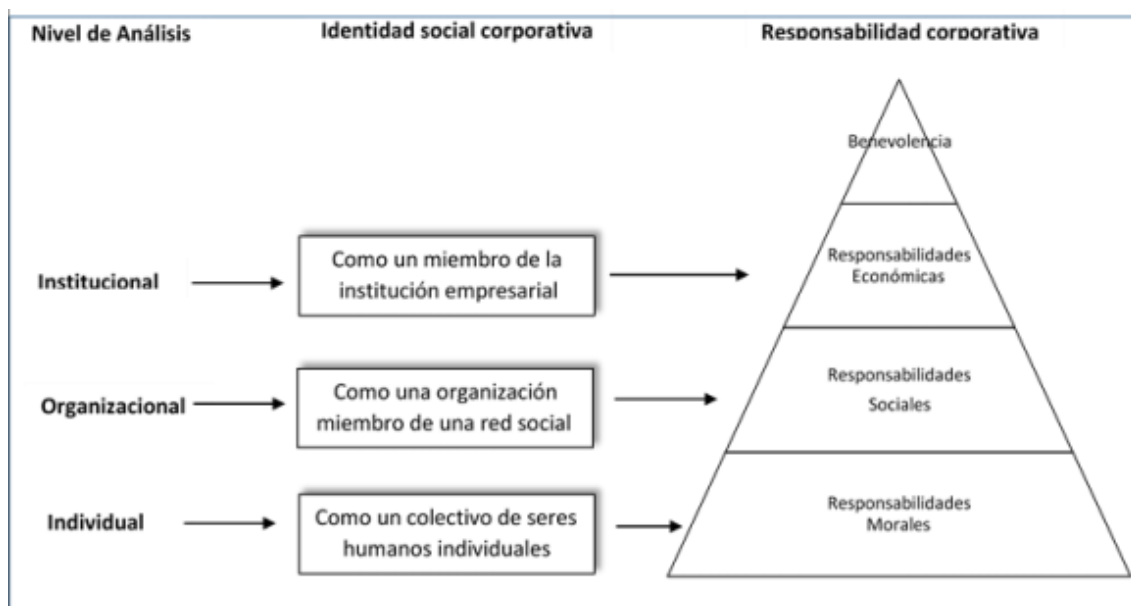 Nivel de Análisis
Identidad social corporativa
Responsabilidad corporativa
Benevolencia
Institucional
Como un miembro de la
institución empresarial
Responsabilidades
Económicas
Organizacional
Como una organización
miembro de una red social
Responsabilidades
Sociales
Individual
Como un colectivo de seres
humanos individuales
Responsabilidades
Morales